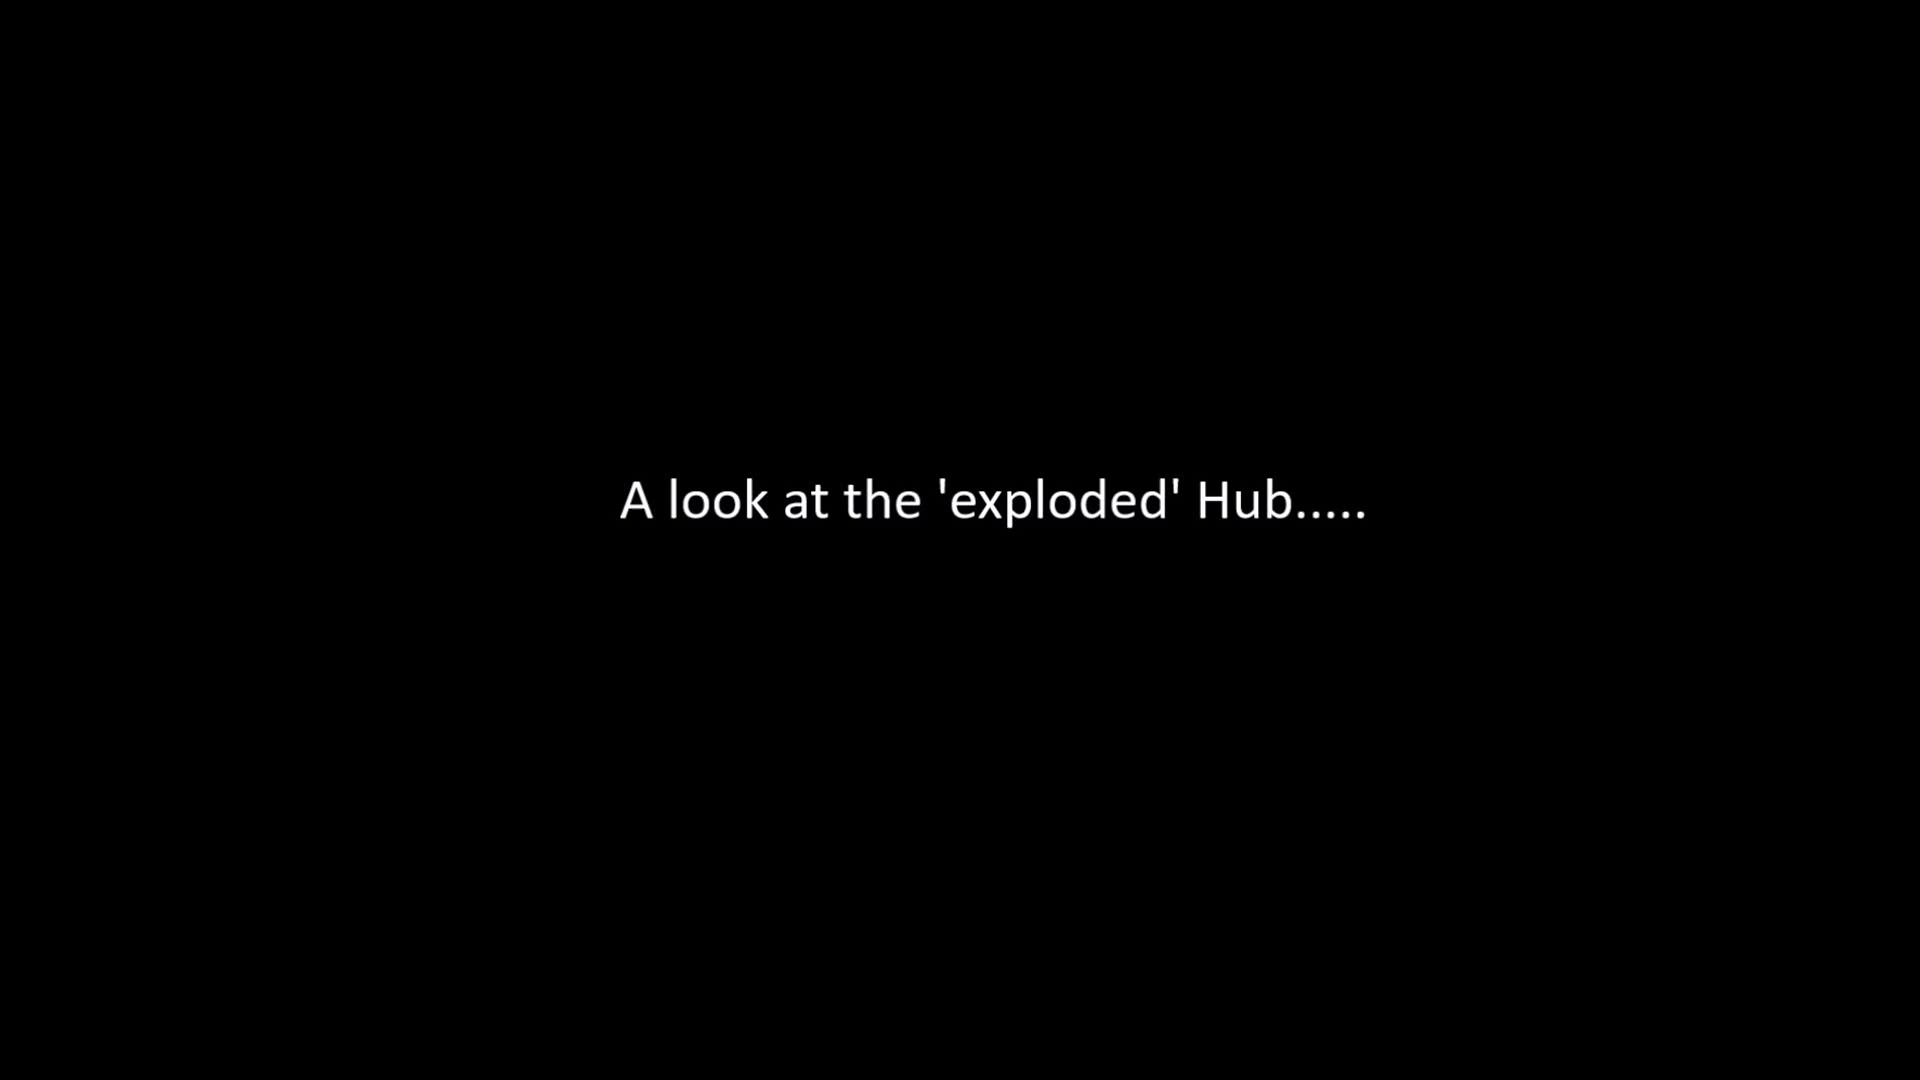 A look at the 'exploded' Hub.....